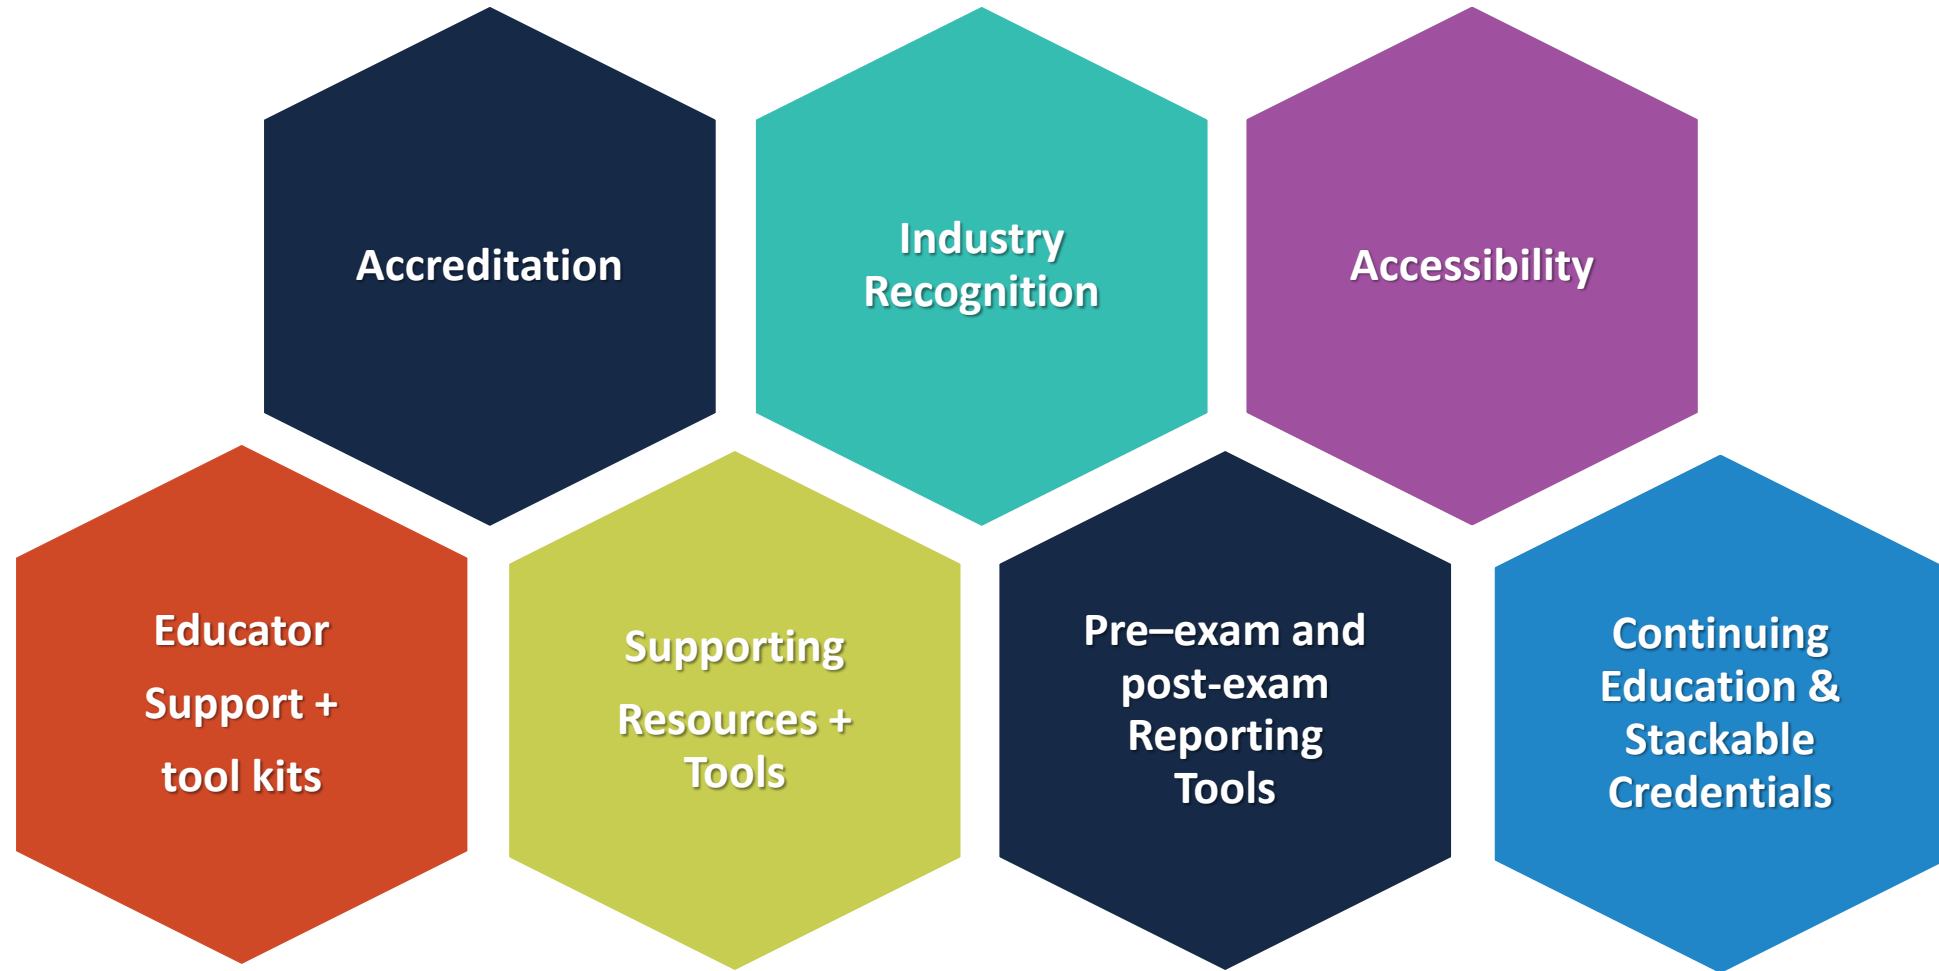 Accreditation
Industry
Recognition
Accessibility
Educator
Support +
tool kits
Supporting
Resources +
Tools
Pre–exam and
post-exam
Reporting
Tools
Continuing
Education &
Stackable
Credentials